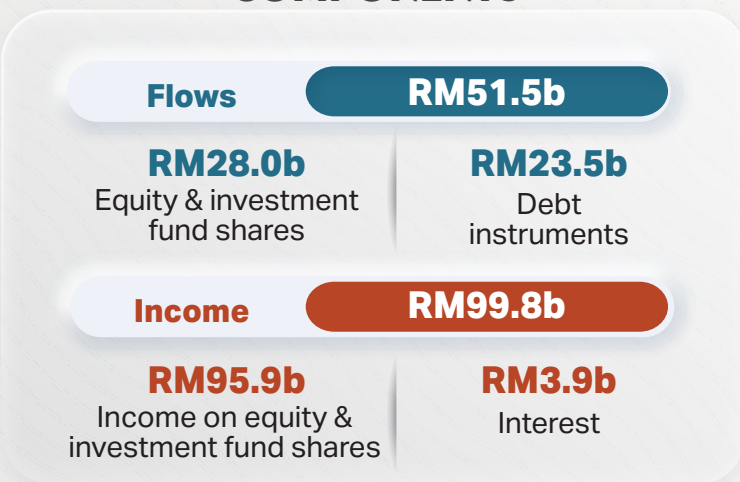 Flows RM51.5b
RM28.0b RM23.5b
Equity & investment Debt
fund shares instruments
Income RM99.8b
RM95.9b RM3.9b
Income on equity & Interest
investment fund shares